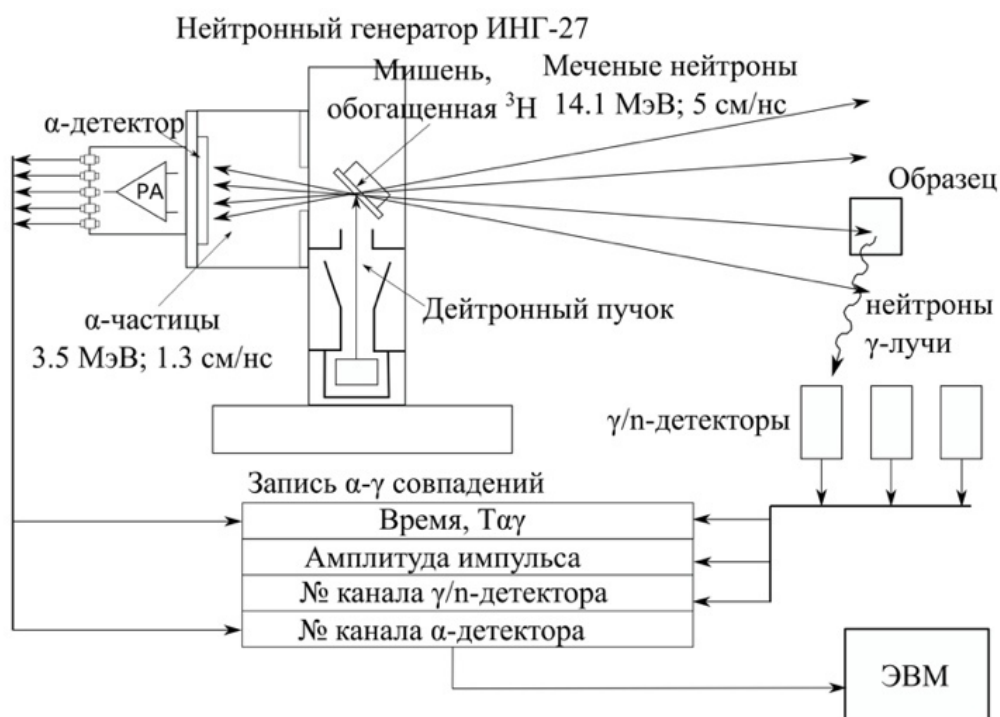 Нейтронный генератор ИНГ-27
Мишень,
обогащенная ³H
Меченые нейтроны
14.1 МэВ; 5 см/нс
α-детектор
PA
Образец
α-частицы
3.5 МэВ; 1.3 см/нс
Дейтронный пучок
нейтроны
γ-лучи
γ/n-детекторы
Запись α-γ совпадений
Время, Tαγ
Амплитуда импульса
№ канала γ/n-детектора
№ канала α-детектора
ЭВМ